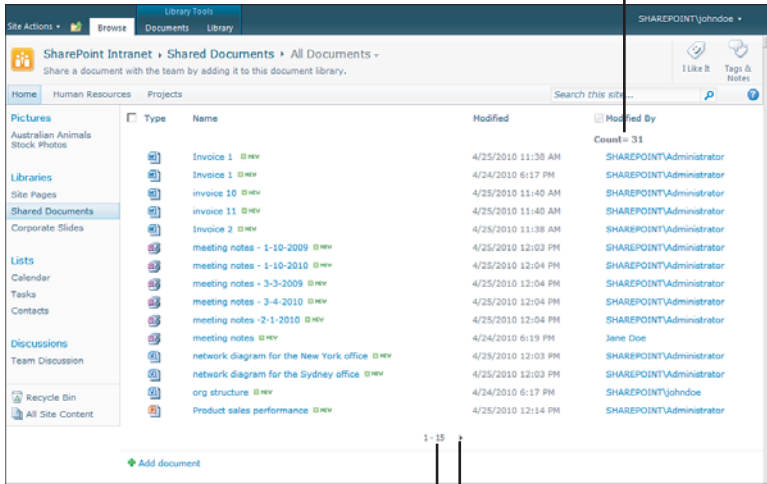 Library Tools
Site Actions
Browse Documents Library
SHAREPOINT\johndoe
SharePoint Intranet Shared Documents All Documents
Share a document with the team by adding it to this document library.
I Like It Tags & Notes
Home Human Resources Projects
Search this site...
Pictures
Australian Animals
Stock Photos
Libraries
Site Pages
Shared Documents
Corporate Slides
Lists
Calendar
Tasks
Contacts
Discussions
Team Discussion
Recycle Bin
All Site Content
Type Name Modified Modified By
Count= 31
Invoice 1 NEW 4/25/2010 11:38 AM SHAREPOINT\Administrator
Invoice 1 NEW 4/24/2010 6:17 PM SHAREPOINT\Administrator
invoice 10 NEW 4/25/2010 11:40 AM SHAREPOINT\Administrator
invoice 11 NEW 4/25/2010 11:40 AM SHAREPOINT\Administrator
Invoice 2 NEW 4/25/2010 11:38 AM SHAREPOINT\Administrator
meeting notes - 1-10-2009 NEW 4/25/2010 12:03 PM SHAREPOINT\Administrator
meeting notes - 1-10-2010 NEW 4/25/2010 12:04 PM SHAREPOINT\Administrator
meeting notes - 3-3-2009 NEW 4/25/2010 12:04 PM SHAREPOINT\Administrator
meeting notes - 3-4-2010 NEW 4/25/2010 12:04 PM SHAREPOINT\Administrator
meeting notes -2-1-2010 NEW 4/25/2010 12:04 PM SHAREPOINT\Administrator
meeting notes NEW 4/24/2010 6:19 PM Jane Doe
network diagram for the New York office NEW 4/25/2010 12:03 PM SHAREPOINT\Administrator
network diagram for the Sydney office NEW 4/25/2010 12:03 PM SHAREPOINT\Administrator
org structure NEW 4/24/2010 6:17 PM SHAREPOINT\johndoe
Product sales performance NEW 4/25/2010 12:14 PM SHAREPOINT\Administrator
1 - 15
Add document